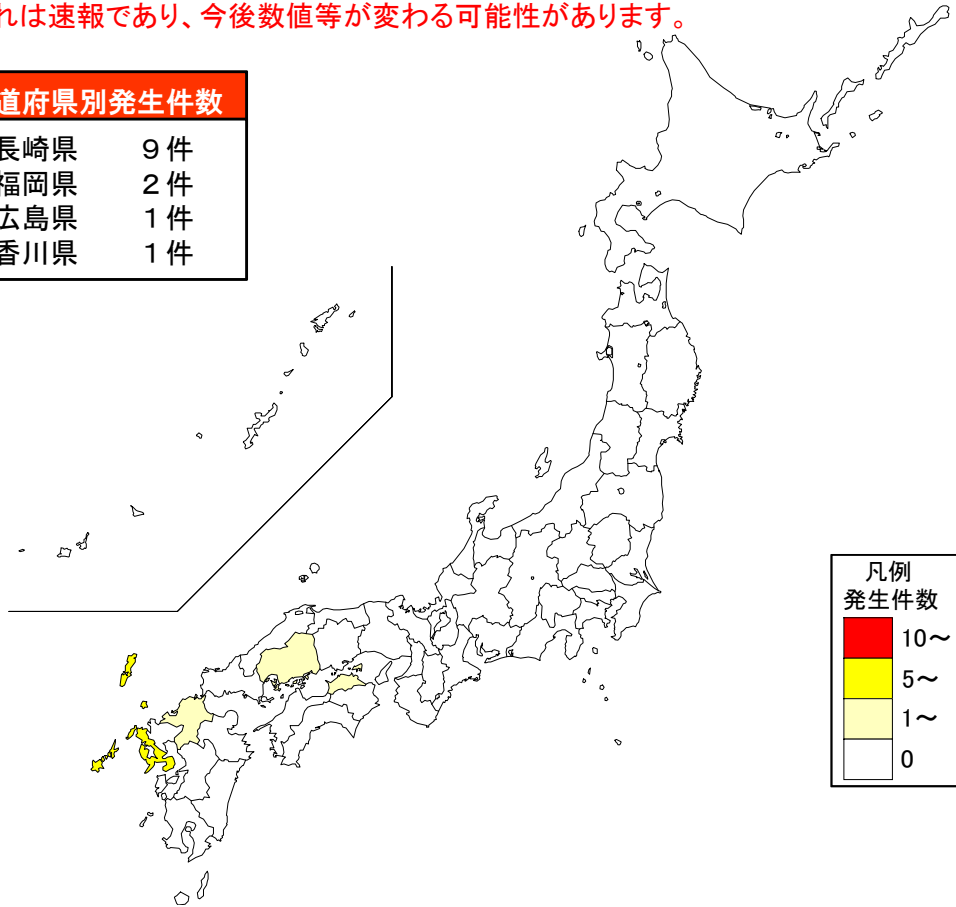 れは速報であり、今後数値等が変わる可能性があります。
道府県別発生件数
長崎県 9件
福岡県 2件
広島県 1件
香川県 1件
凡例
発生件数
10～
5～
1～
0